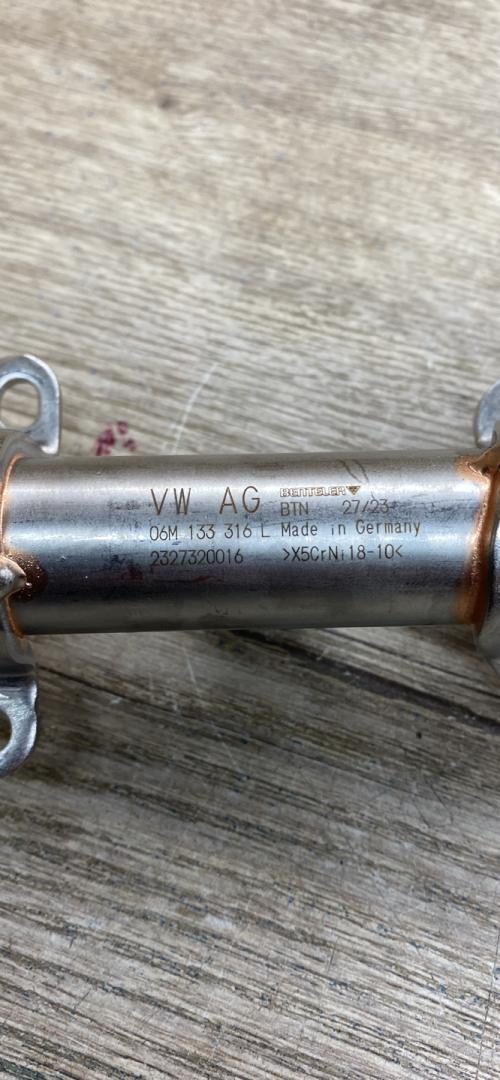 VW AG BENTELER
BTN 27/23
06M 133 316 L Made in Germany
2327320016 >X5CrNi18-10<